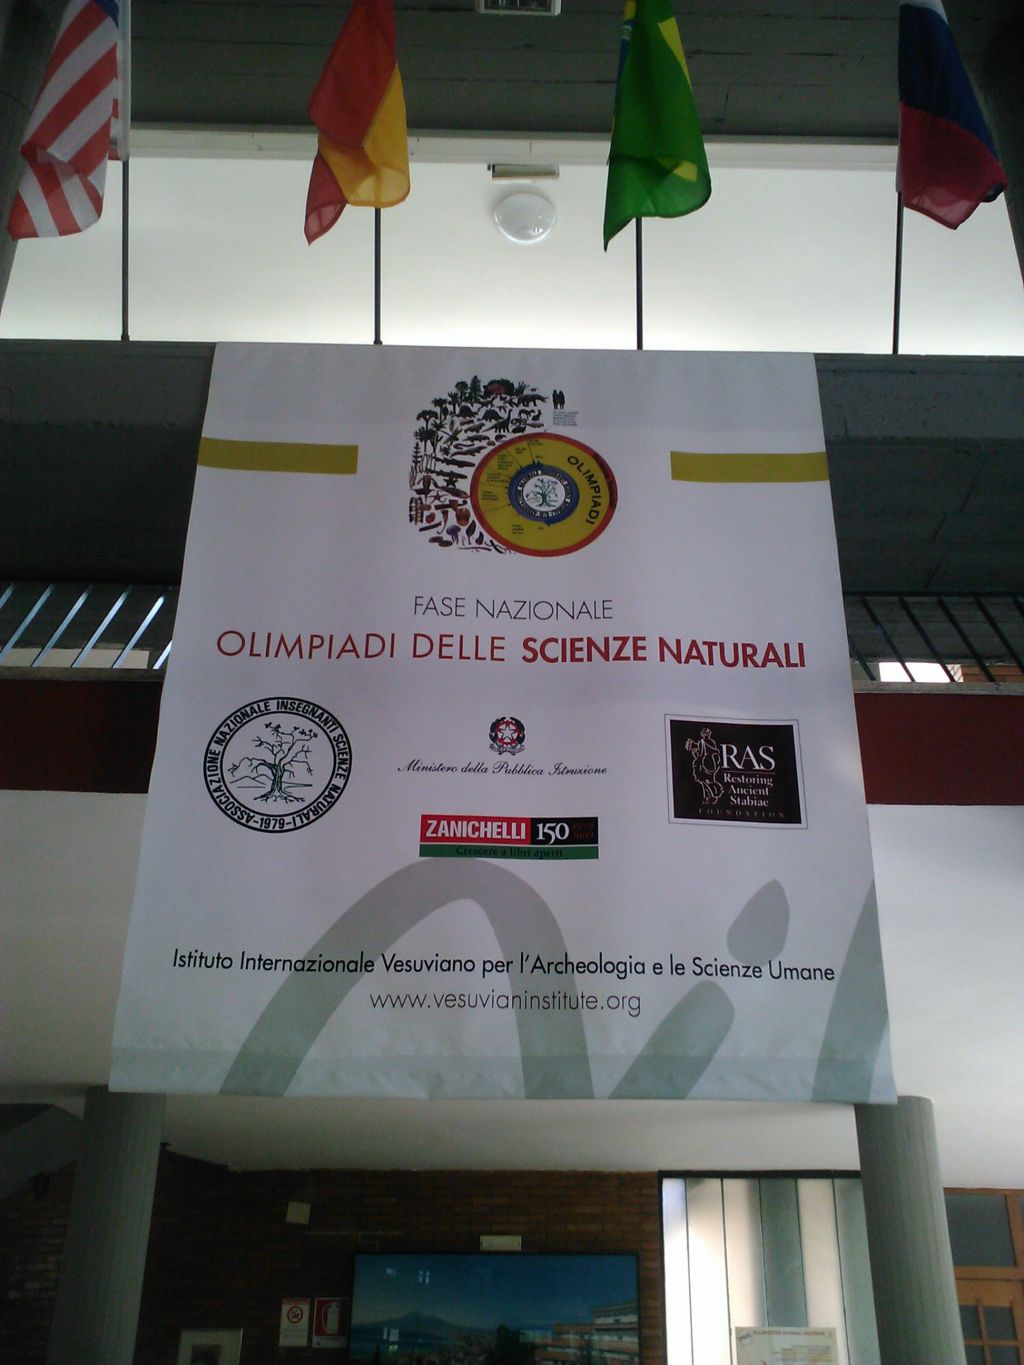 OLIMPIADI
FASE NAZIONALE
OLIMPIADI DELLE SCIENZE NATURALI
ASSOCIAZIONE NAZIONALE INSEGNANTI SCIENZE NATURALI
-1979-
Ministero della Pubblica Istruzione
RAS
Restoring
Ancient
Stabiae
FOUNDATION
ZANICHELLI 150 1859 2009
Crescere a libri aperti
Istituto Internazionale Vesuviano per l'Archeologia e le Scienze Umane
www.vesuvianinstitute.org